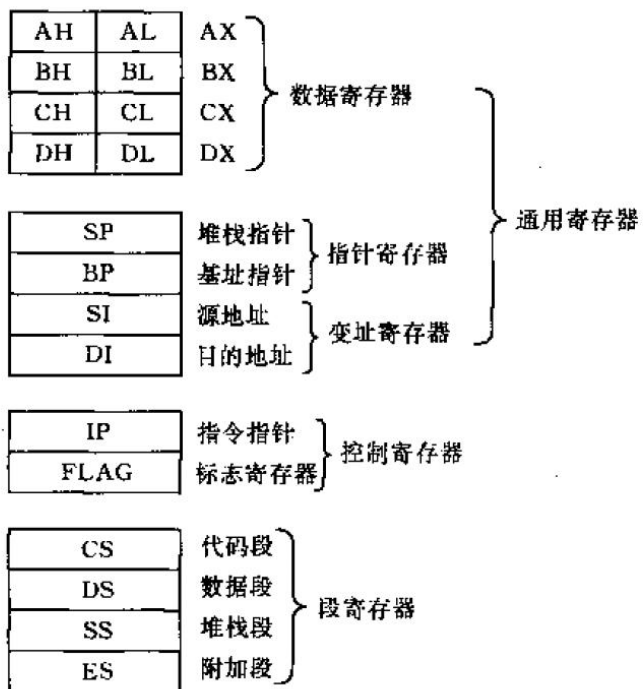 AH AL AX
BH BL BX
CH CL CX
DH DL DX
数据寄存器
通用寄存器
SP 堆栈指针
BP 基址指针
指针寄存器
SI 源地址
DI 目的地址
变址寄存器
IP 指令指针
FLAG 标志寄存器
控制寄存器
CS 代码段
DS 数据段
SS 堆栈段
ES 附加段
段寄存器